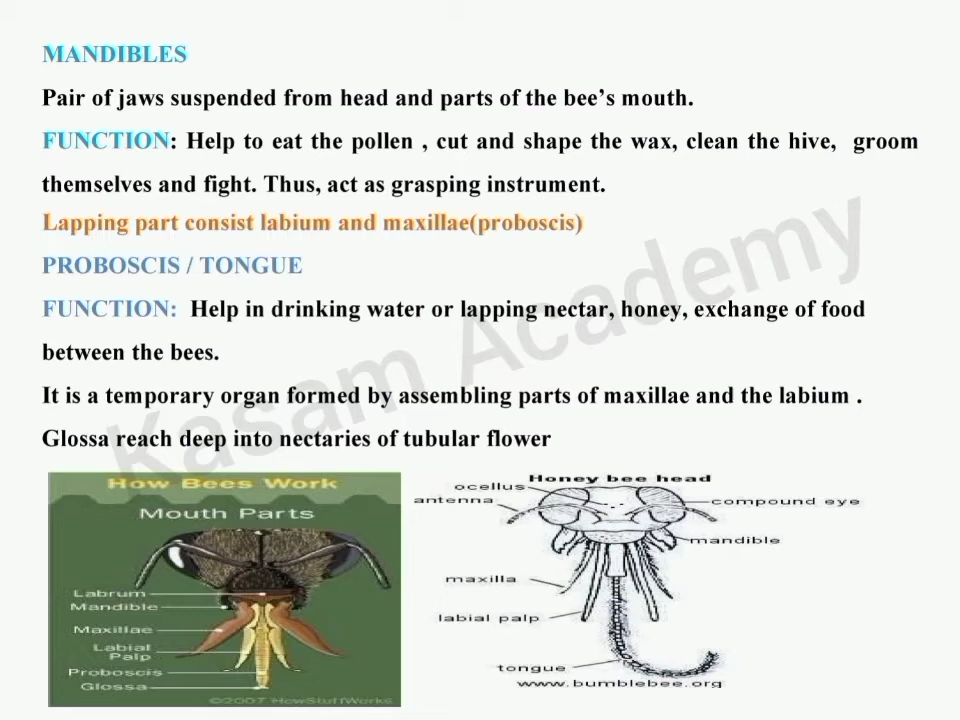 MANDIBLES
Pair of jaws suspended from head and parts of the bee’s mouth.
FUNCTION: Help to eat the pollen , cut and shape the wax, clean the hive, groom
themselves and fight. Thus, act as grasping instrument.
Lapping part consist labium and maxillae(proboscis)
PROBOSCIS / TONGUE
FUNCTION: Help in drinking water or lapping nectar, honey, exchange of food
between the bees.
It is a temporary organ formed by assembling parts of maxillae and the labium .
Glossa reach deep into nectaries of tubular flower
Kasam Academy
How Bees Work
Mouth Parts
Labrum
Mandible
Maxillae
Labial
Palp
Proboscis
Glossa
©2007 HowStuffWorks
Honey bee head
ocellus
antenna
compound eye
mandible
maxilla
labial palp
tongue
www.bumblebee.org